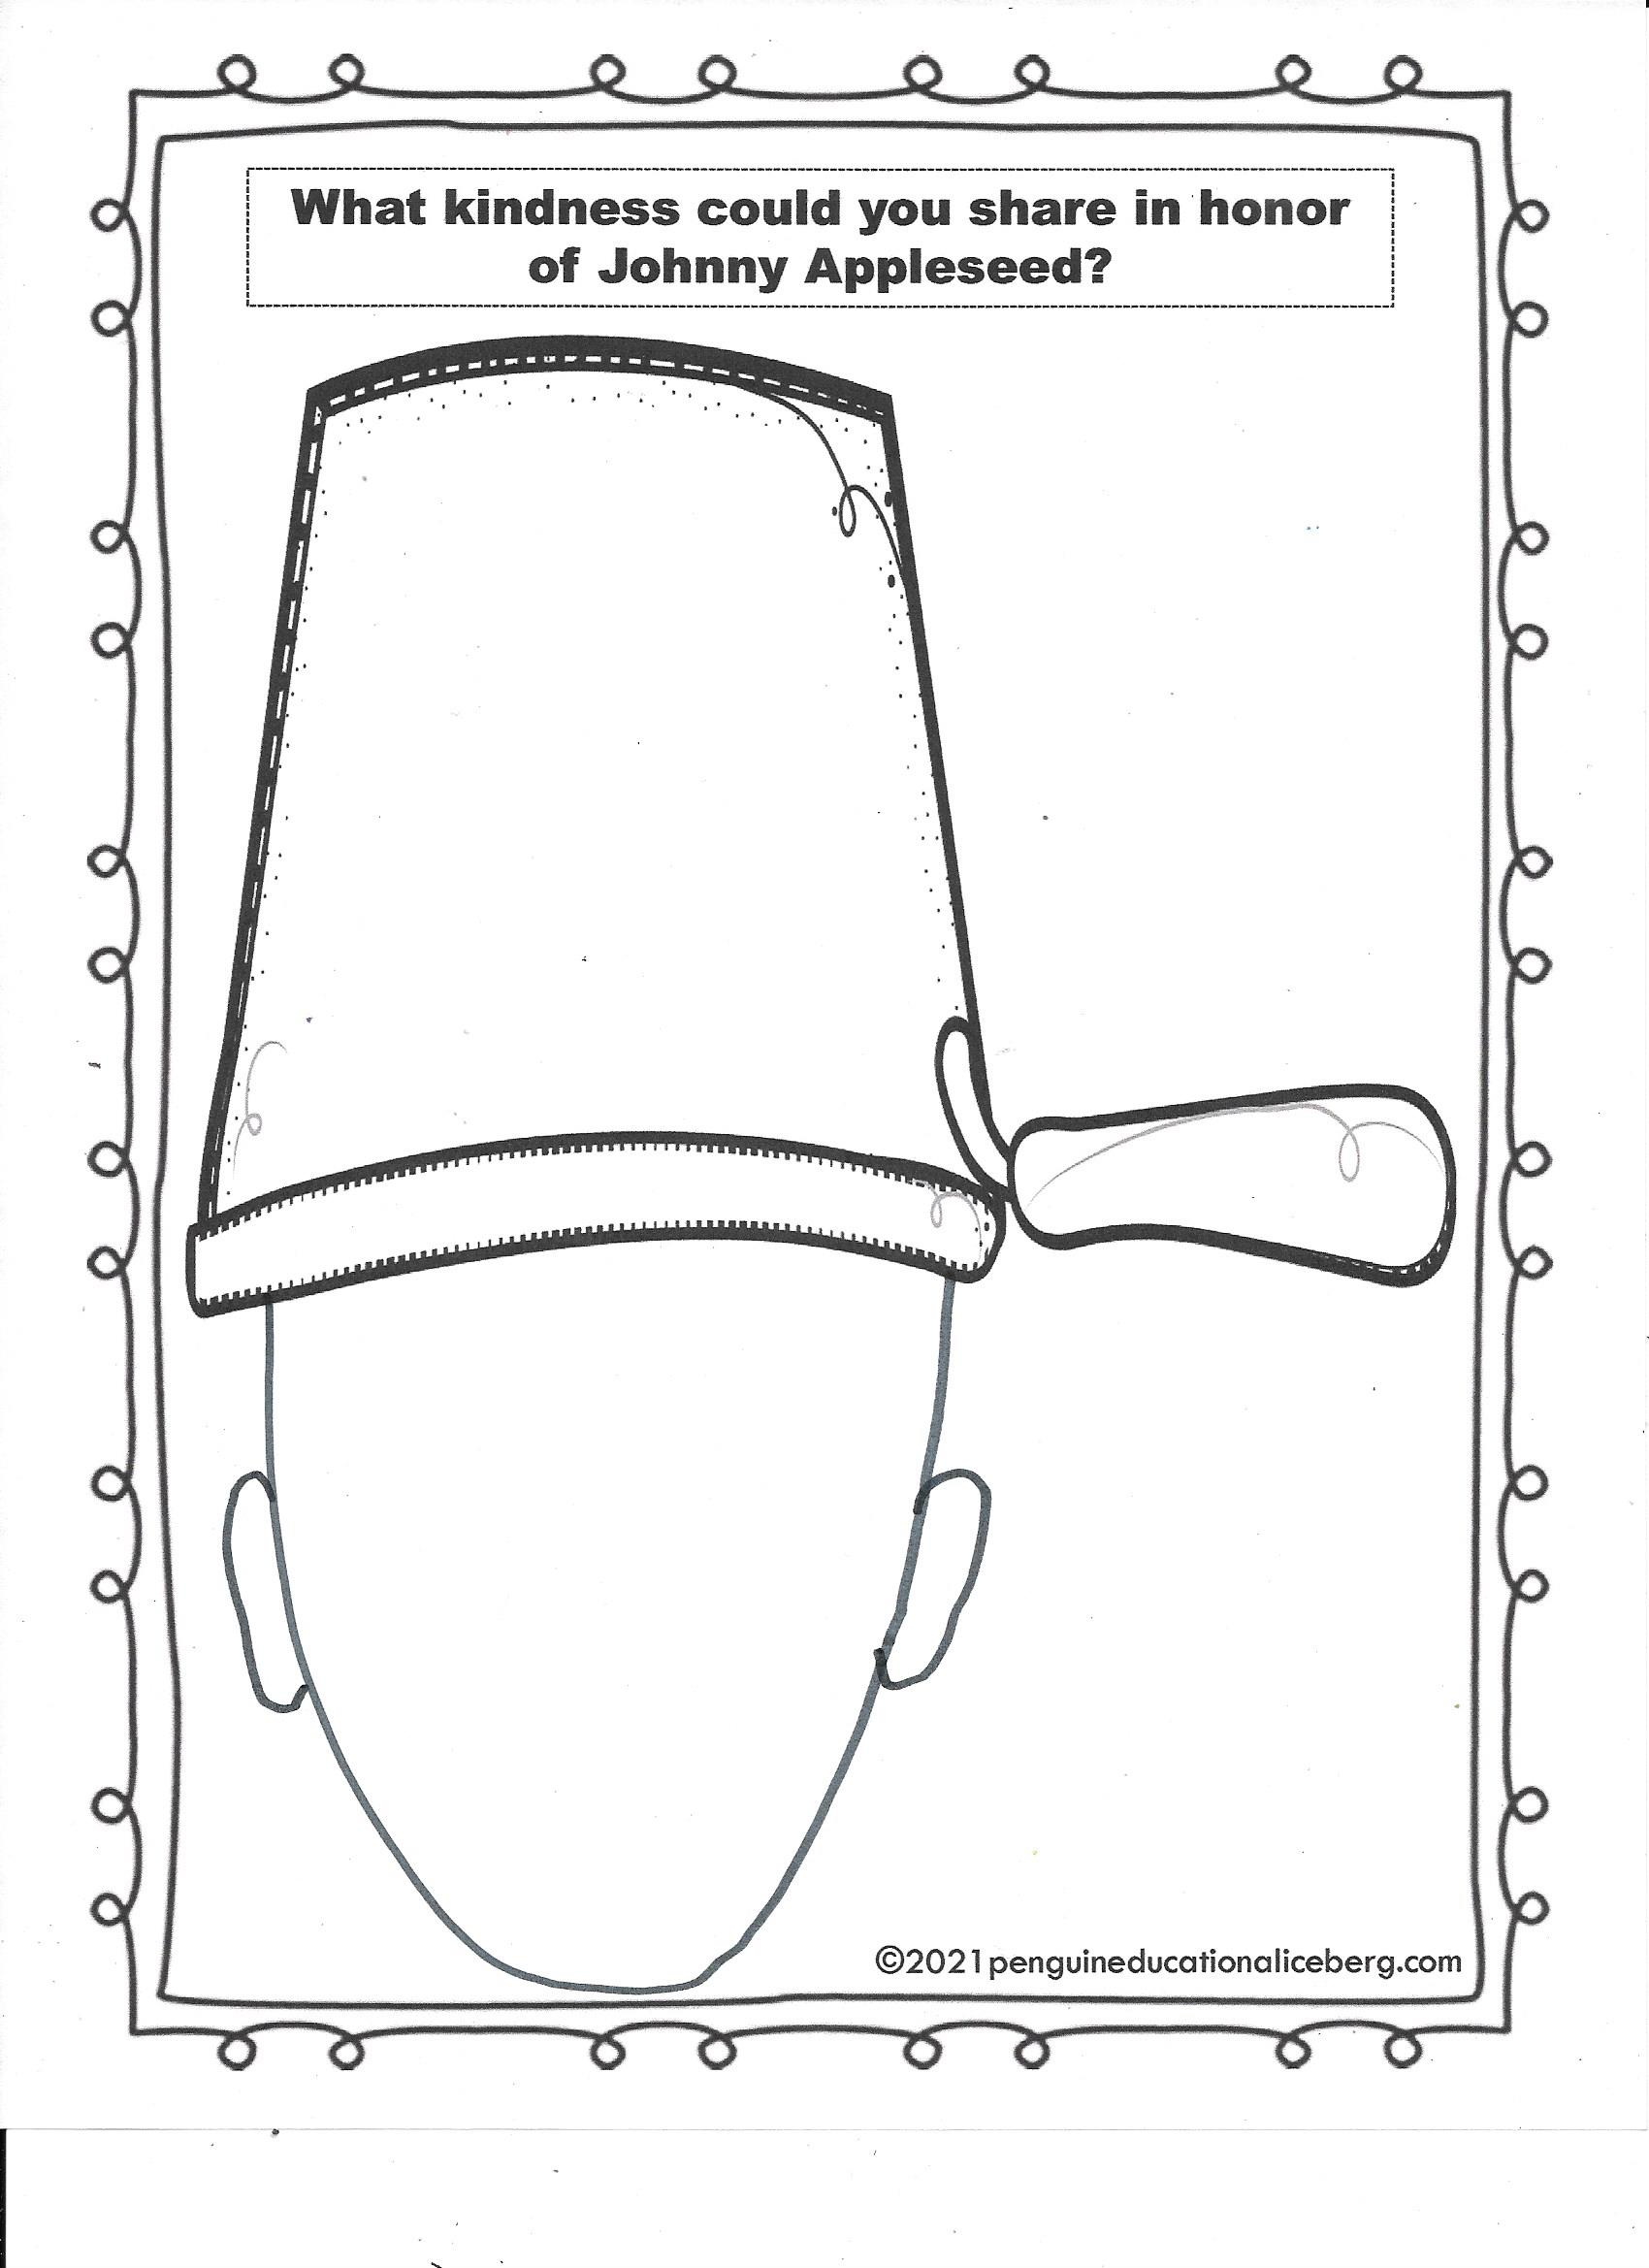 What kindness could you share in honor
of Johnny Appleseed?
©2021penguineducationaliceberg.com